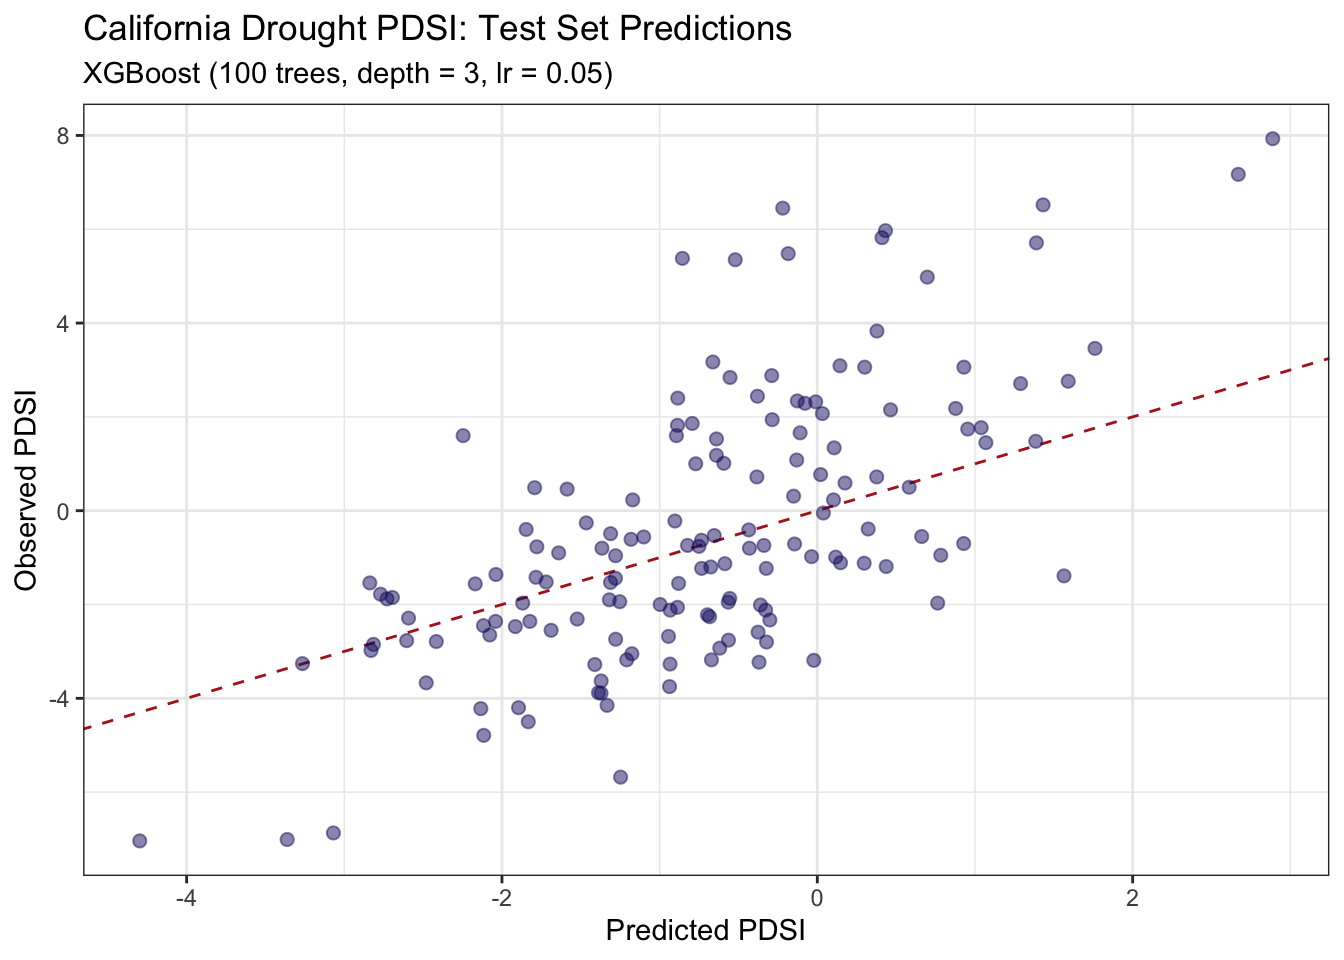 California Drought PDSI: Test Set Predictions
XGBoost (100 trees, depth = 3, lr = 0.05)
8
4
0
-4
Observed PDSI
-4
-2
0
2
Predicted PDSI